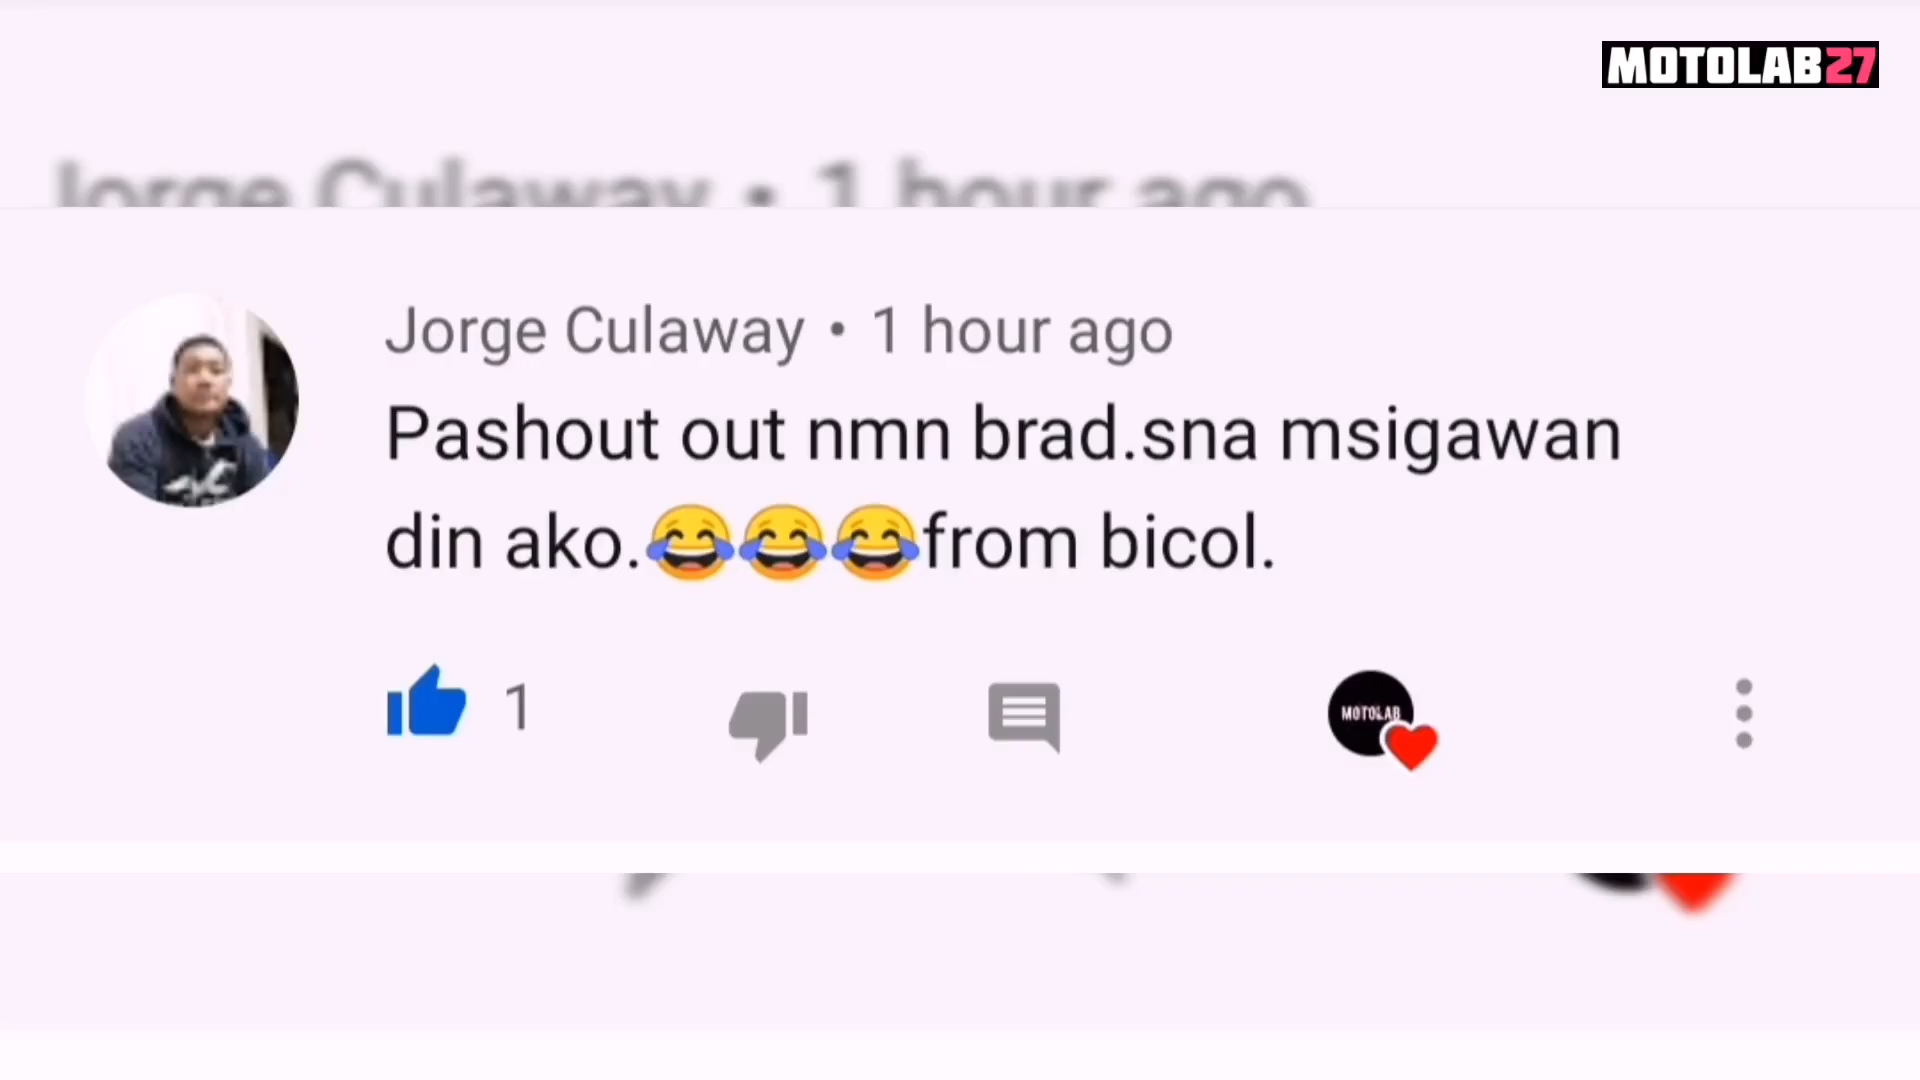 MOTOLAB27
Jorge Culaway • 1 hour ago
Jorge Culaway • 1 hour ago
Pashout out nmn brad.sna msigawan
din ako.😂😂😂from bicol.
1
MOTOLAB